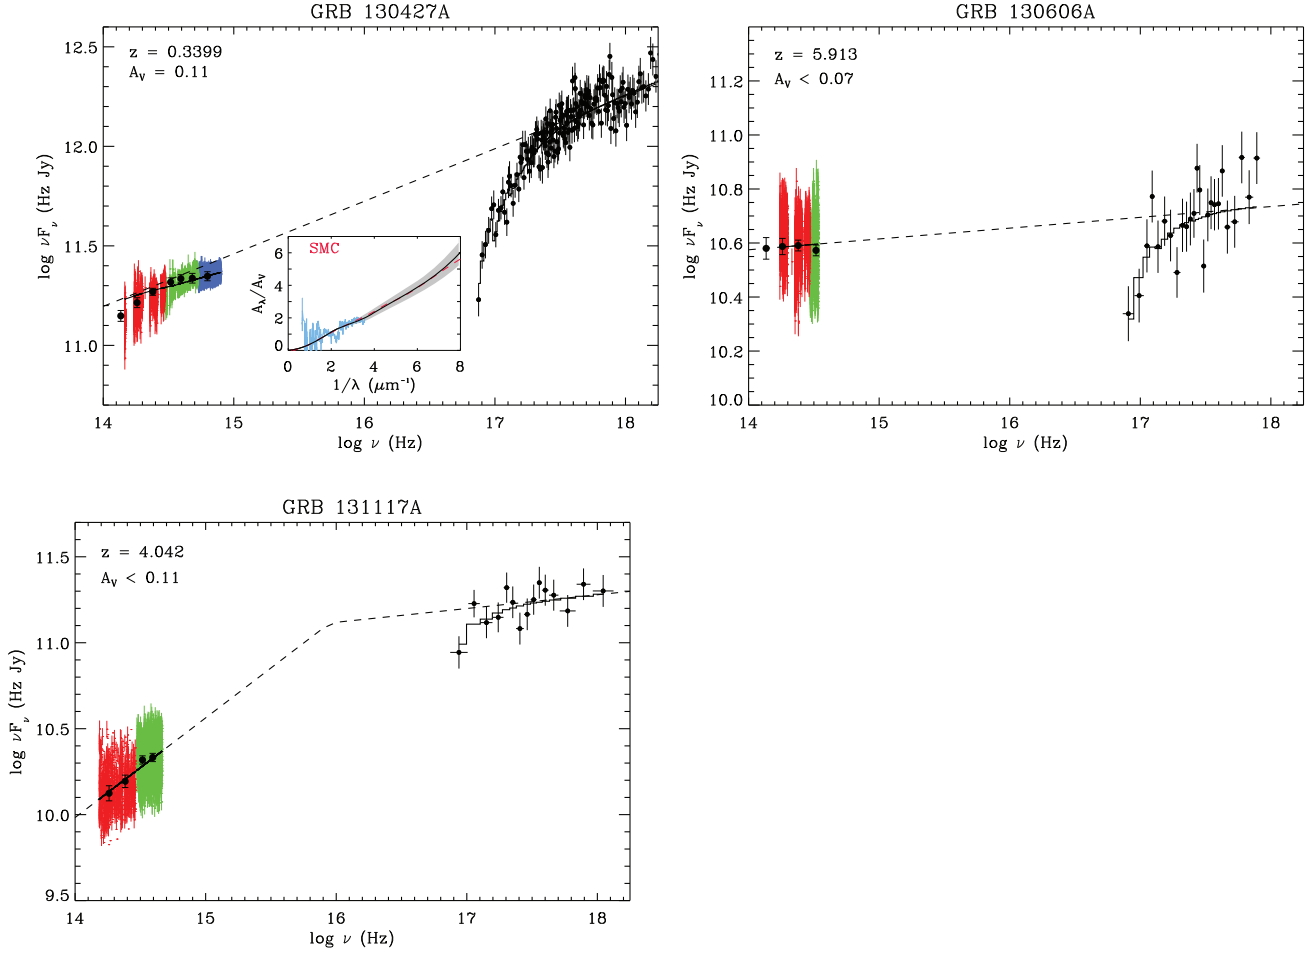 GRB 130427A
z = 0.3399
A_V = 0.11
12.5
12.0
11.5
11.0
log νF_ν (Hz Jy)
14 15 16 17 18
log ν (Hz)
SMC
6
4
2
0
A_λ/A_V
0 2 4 6 8
1/λ (μm⁻¹)
GRB 130606A
z = 5.913
A_V < 0.07
11.2
11.0
10.8
10.6
10.4
10.2
10.0
log νF_ν (Hz Jy)
14 15 16 17 18
log ν (Hz)
GRB 131117A
z = 4.042
A_V < 0.11
11.5
11.0
10.5
10.0
9.5
log νF_ν (Hz Jy)
14 15 16 17 18
log ν (Hz)